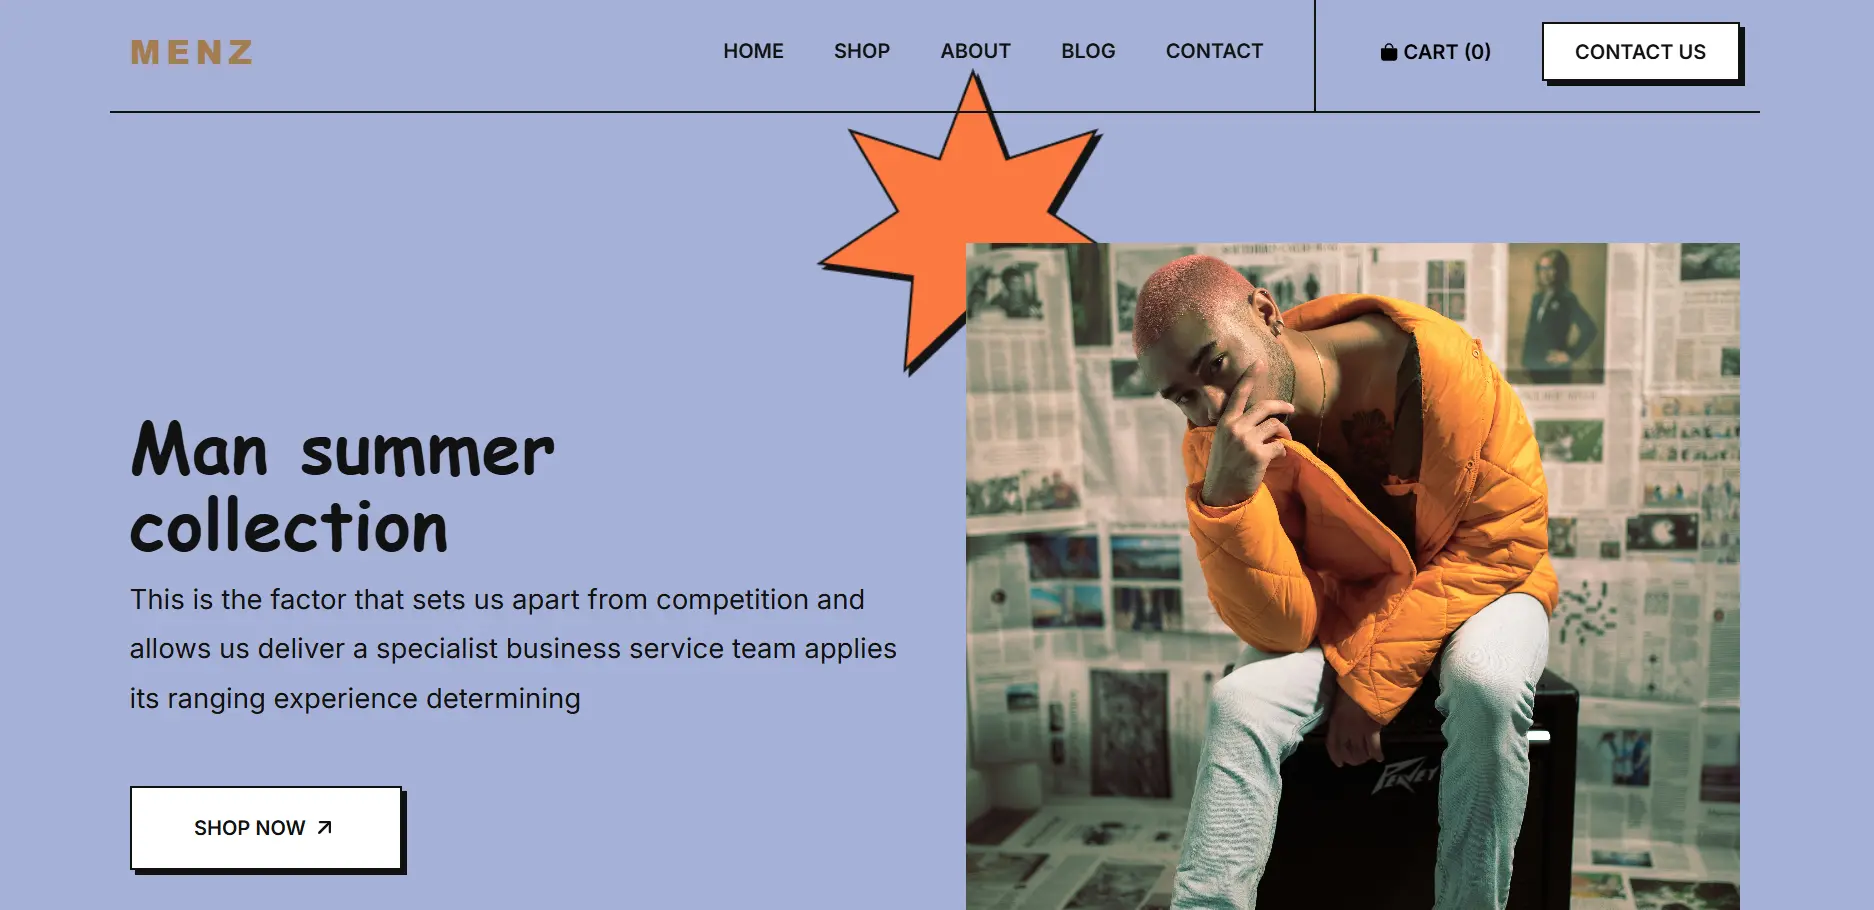 MENZ
HOME SHOP ABOUT BLOG CONTACT
CART (0)
CONTACT US
Man summer
collection
This is the factor that sets us apart from competition and
allows us deliver a specialist business service team applies
its ranging experience determining
SHOP NOW
PEAVEY